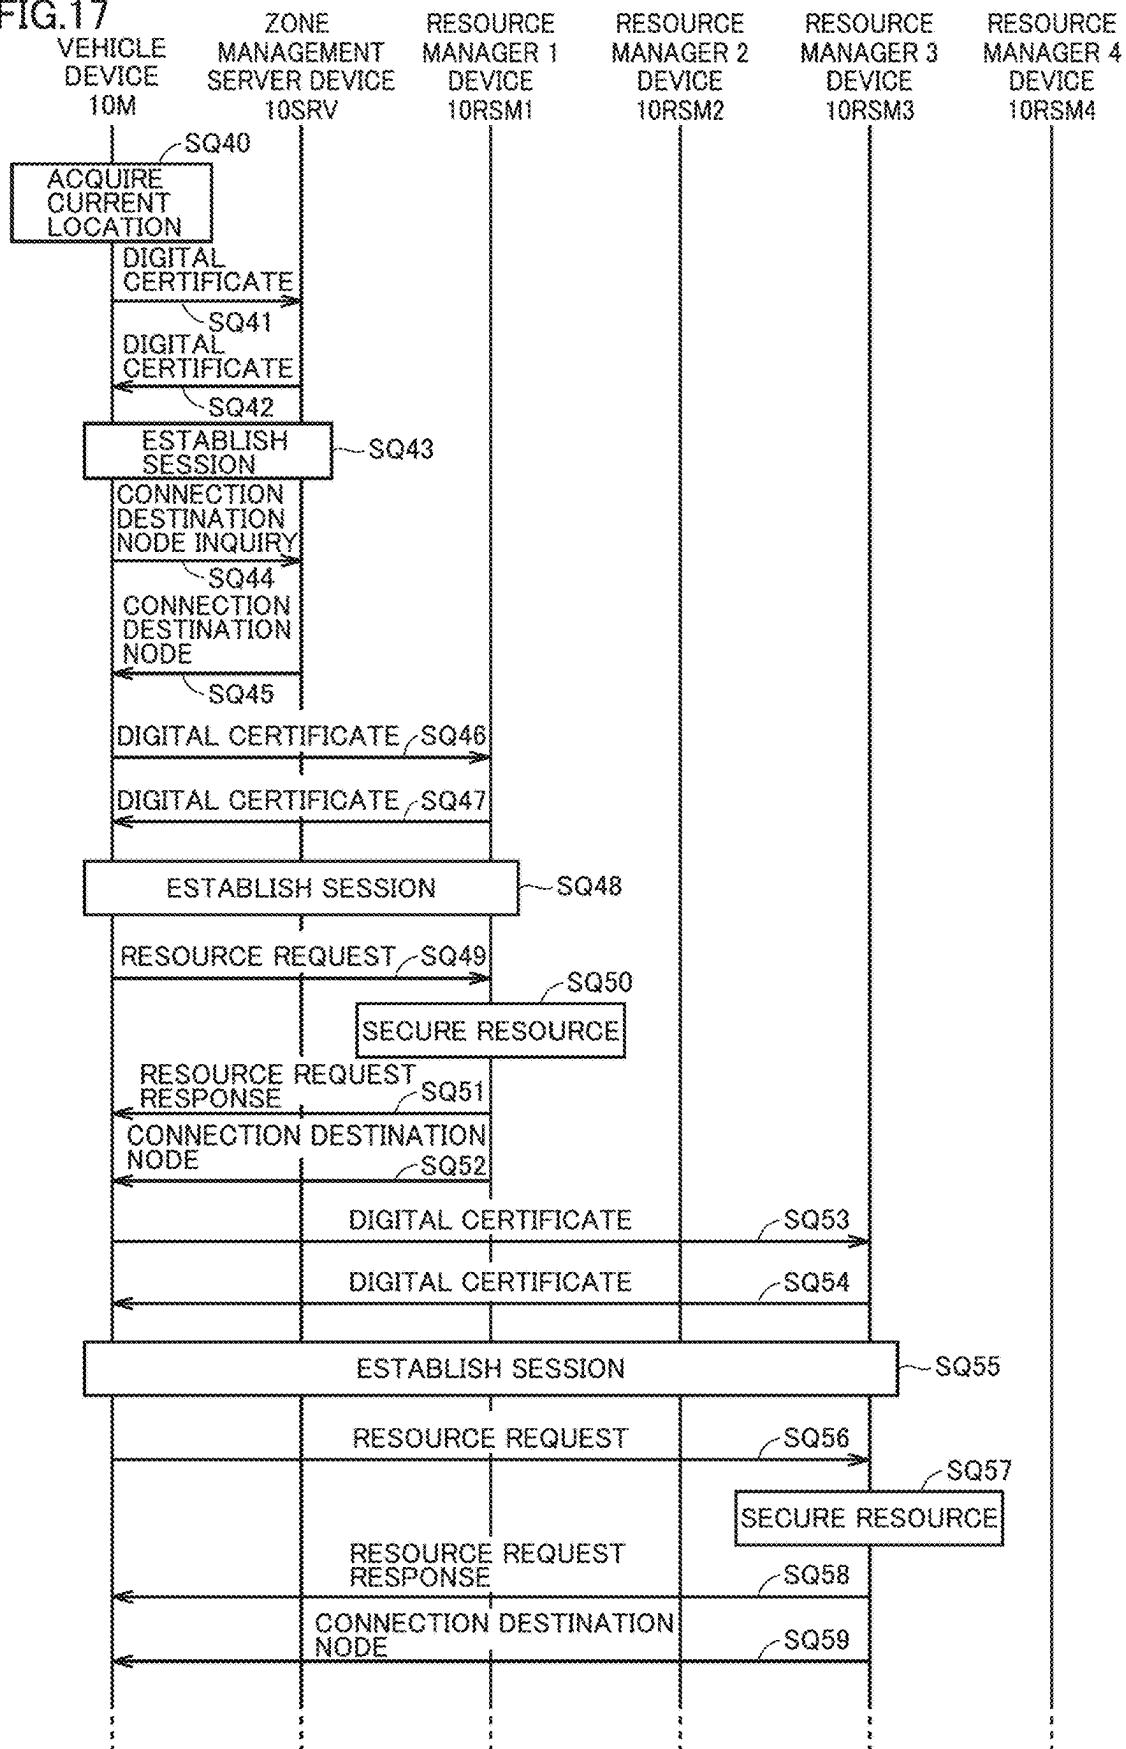 FIG.17
VEHICLE
DEVICE
10M
ZONE
MANAGEMENT
SERVER DEVICE
10SRV
RESOURCE
MANAGER 1
DEVICE
10RSM1
RESOURCE
MANAGER 2
DEVICE
10RSM2
RESOURCE
MANAGER 3
DEVICE
10RSM3
RESOURCE
MANAGER 4
DEVICE
10RSM4
SQ40
ACQUIRE
CURRENT
LOCATION
DIGITAL
CERTIFICATE
SQ41
DIGITAL
CERTIFICATE
SQ42
ESTABLISH
SESSION
SQ43
CONNECTION
DESTINATION
NODE INQUIRY
SQ44
CONNECTION
DESTINATION
NODE
SQ45
DIGITAL CERTIFICATE SQ46
DIGITAL CERTIFICATE SQ47
ESTABLISH SESSION SQ48
RESOURCE REQUEST SQ49
SQ50
SECURE RESOURCE
RESOURCE REQUEST
RESPONSE
SQ51
CONNECTION DESTINATION
NODE
SQ52
DIGITAL CERTIFICATE SQ53
DIGITAL CERTIFICATE SQ54
ESTABLISH SESSION SQ55
RESOURCE REQUEST SQ56
SQ57
SECURE RESOURCE
RESOURCE REQUEST
RESPONSE
SQ58
CONNECTION DESTINATION
NODE
SQ59